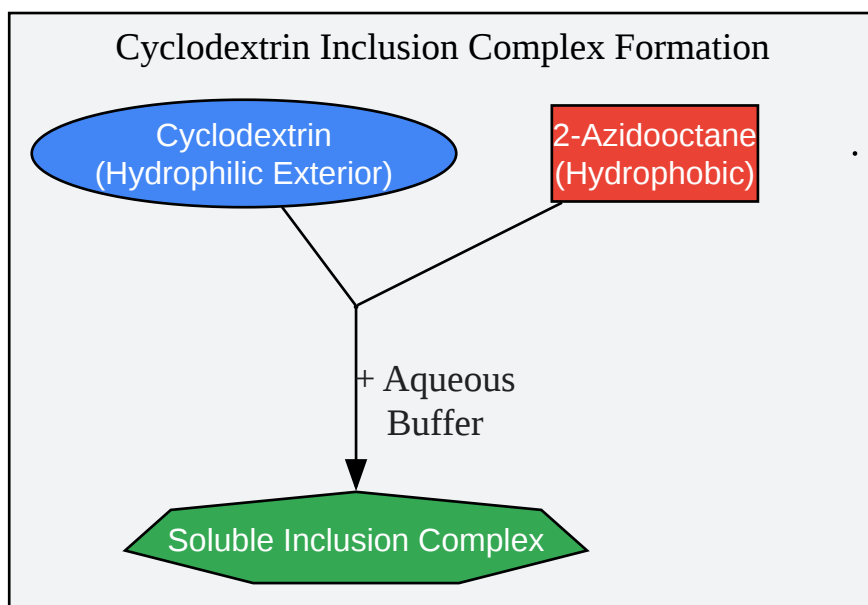 Cyclodextrin Inclusion Complex Formation
Cyclodextrin
(Hydrophilic Exterior)
2-Azidooctane
(Hydrophobic)
.
+ Aqueous
Buffer
Soluble Inclusion Complex